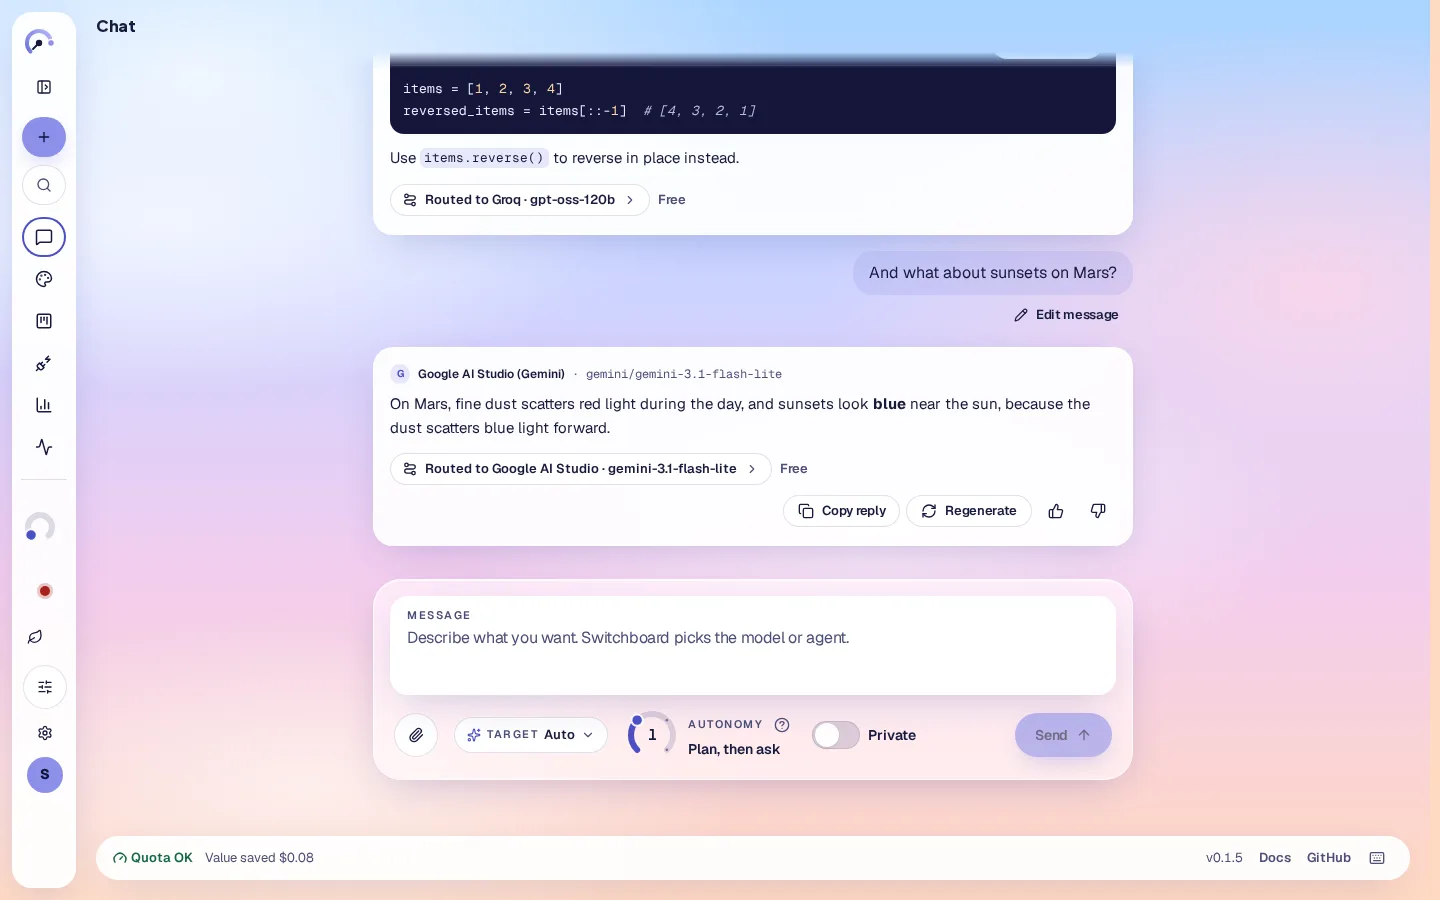 Chat
items = [1, 2, 3, 4]
reversed_items = items[::-1]  # [4, 3, 2, 1]
Use items.reverse() to reverse in place instead.
Routed to Groq · gpt-oss-120b
Free
And what about sunsets on Mars?
Edit message
G Google AI Studio (Gemini) · gemini/gemini-3.1-flash-lite
On Mars, fine dust scatters red light during the day, and sunsets look blue near the sun, because the
dust scatters blue light forward.
Routed to Google AI Studio · gemini-3.1-flash-lite
Free
Copy reply
Regenerate
MESSAGE
Describe what you want. Switchboard picks the model or agent.
TARGET Auto
1
AUTONOMY
Plan, then ask
Private
Send
S
Quota OK
Value saved $0.08
v0.1.5
Docs
GitHub